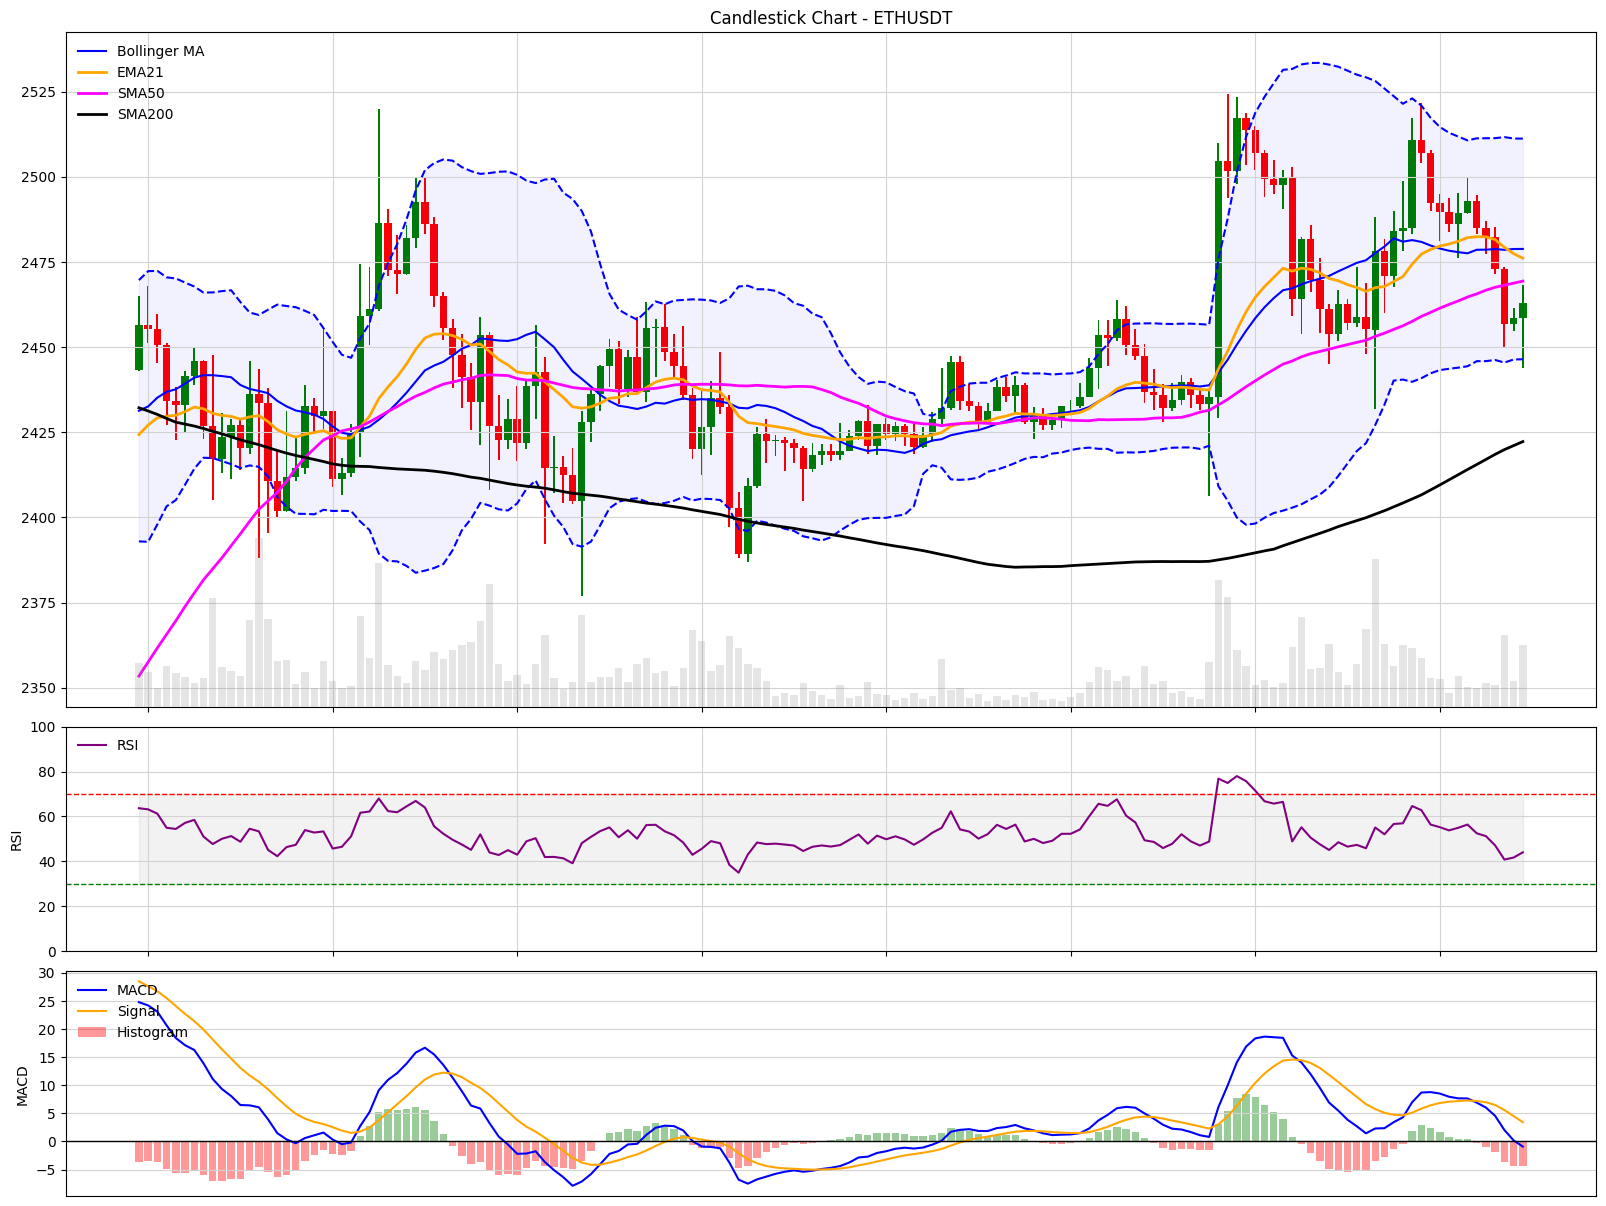 Candlestick Chart - ETHUSDT
Bollinger MA
EMA21
SMA50
SMA200
2525
2500
2475
2450
2425
2400
2375
2350
RSI
100
80
60
40
20
0
RSI
MACD
Signal
Histogram
30
25
20
15
10
5
0
−5
MACD